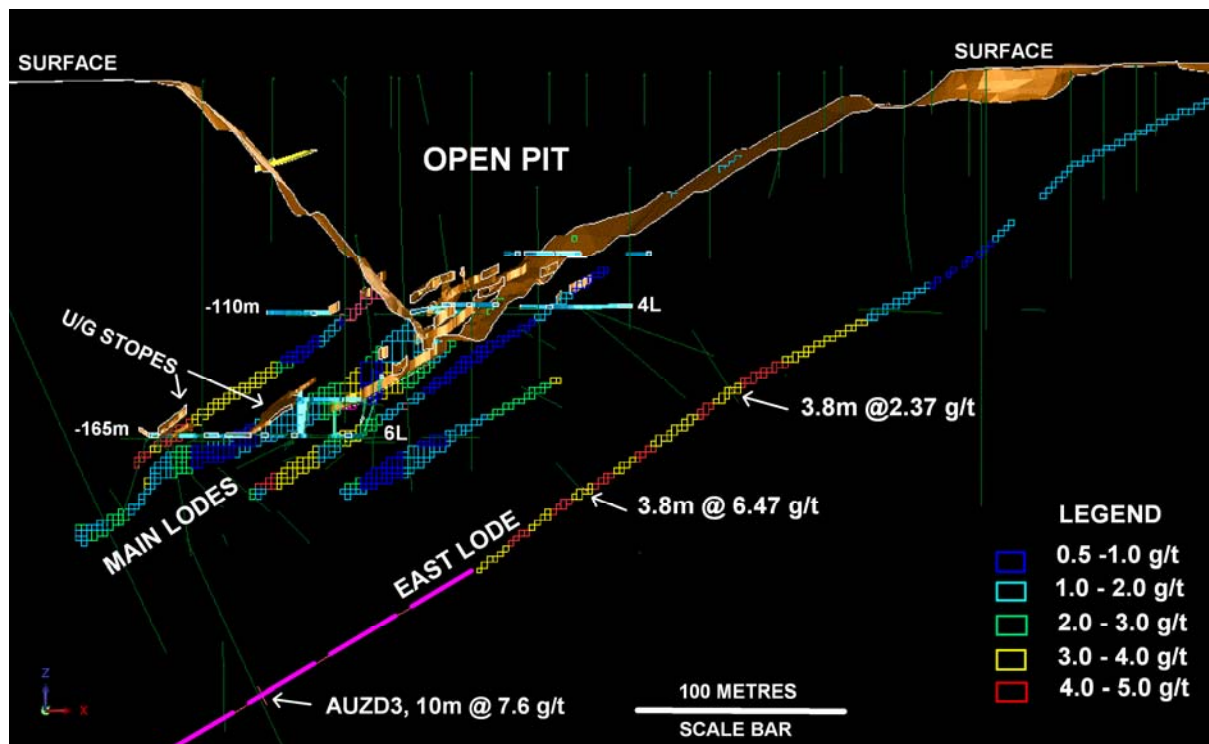 SURFACE
SURFACE
OPEN PIT
-110m
4L
U/G STOPES
-165m
6L
3.8m @2.37 g/t
MAIN LODES
3.8m @ 6.47 g/t
EAST LODE
LEGEND
0.5 -1.0 g/t
1.0 - 2.0 g/t
2.0 - 3.0 g/t
3.0 - 4.0 g/t
4.0 - 5.0 g/t
Z
X
AUZD3, 10m @ 7.6 g/t
100 METRES
SCALE BAR